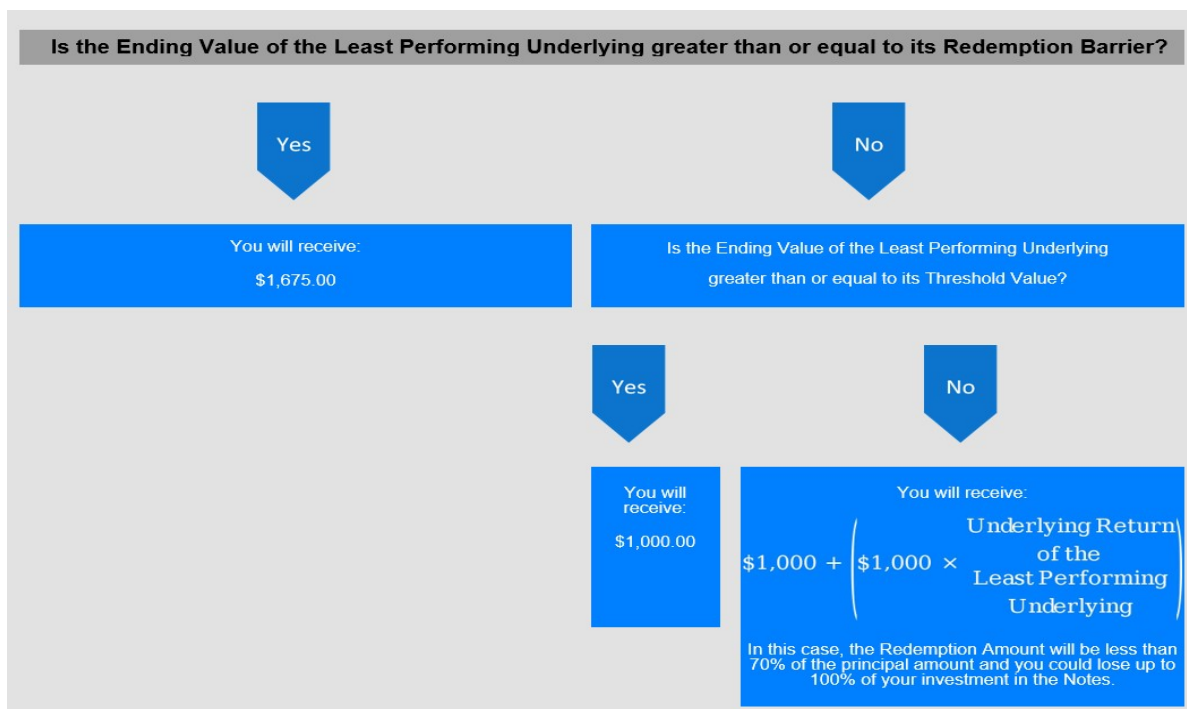 Is the Ending Value of the Least Performing Underlying greater than or equal to its Redemption Barrier?
Yes
No
You will receive:
$1,675.00
Is the Ending Value of the Least Performing Underlying
greater than or equal to its Threshold Value?
Yes
No
You will
receive:
$1,000.00
You will receive:
$1,000 + ($1,000 × Underlying Return
of the
Least Performing
Underlying)
In this case, the Redemption Amount will be less than
70% of the principal amount and you could lose up to
100% of your investment in the Notes.